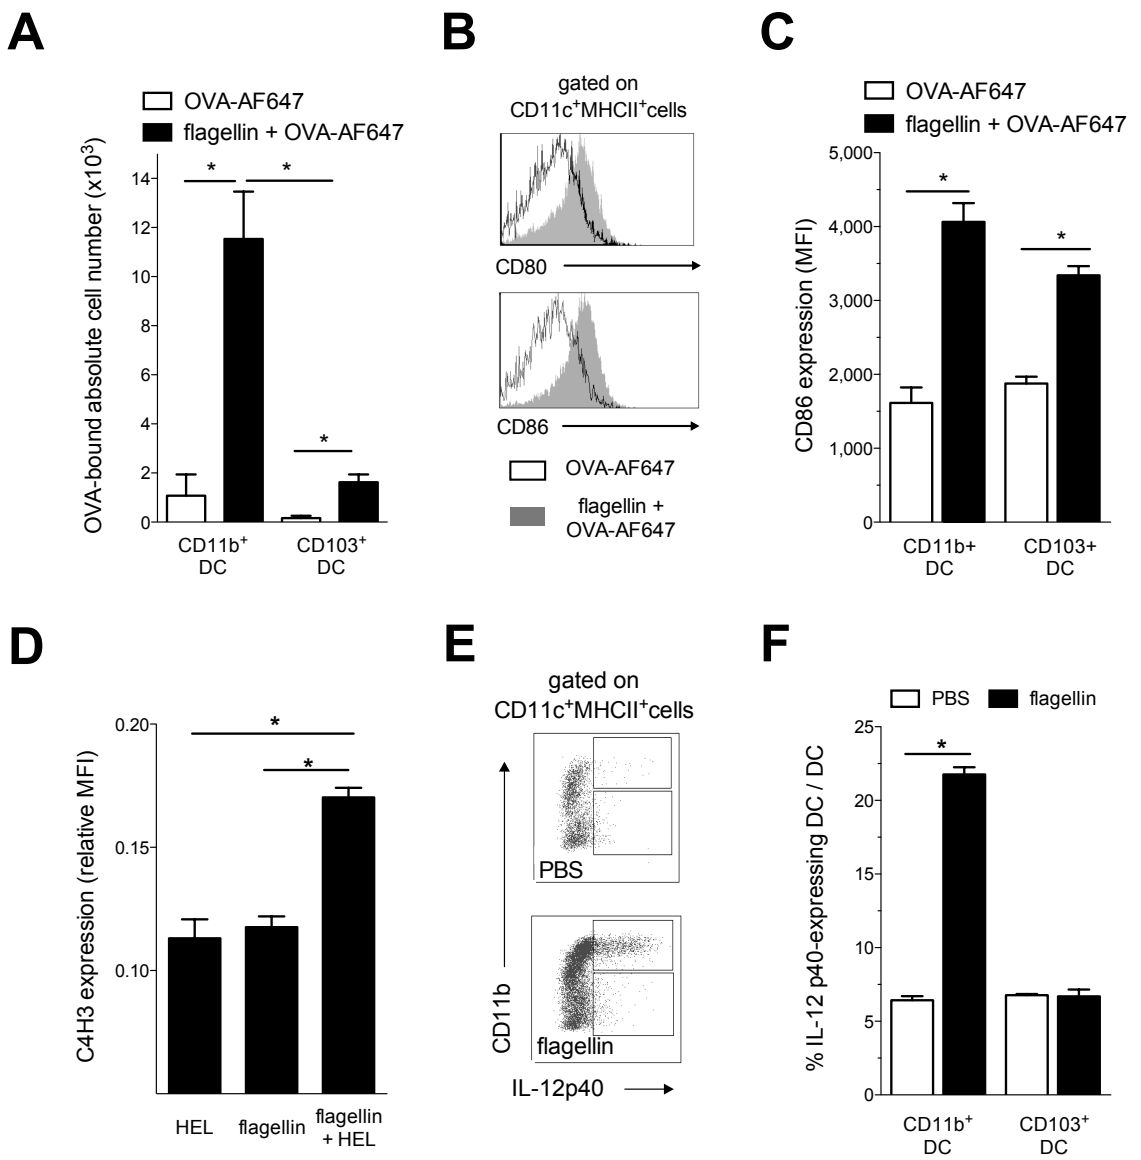 A
OVA-AF647
flagellin + OVA-AF647
OVA-bound absolute cell number (x10³)
14
12
10
8
6
4
2
0
*
*
*
CD11b⁺
DC
CD103⁺
DC
B
gated on
CD11c⁺MHCII⁺cells
CD80
CD86
OVA-AF647
flagellin +
OVA-AF647
C
OVA-AF647
flagellin + OVA-AF647
CD86 expression (MFI)
5,000
4,000
3,000
2,000
1,000
0
*
*
CD11b+
DC
CD103+
DC
D
C4H3 expression (relative MFI)
0.20
0.15
0.10
*
*
HEL
flagellin
flagellin
+ HEL
E
gated on
CD11c⁺MHCII⁺cells
PBS
flagellin
CD11b
IL-12p40
F
PBS
flagellin
% IL-12 p40-expressing DC / DC
25
20
15
10
5
0
*
CD11b⁺
DC
CD103⁺
DC